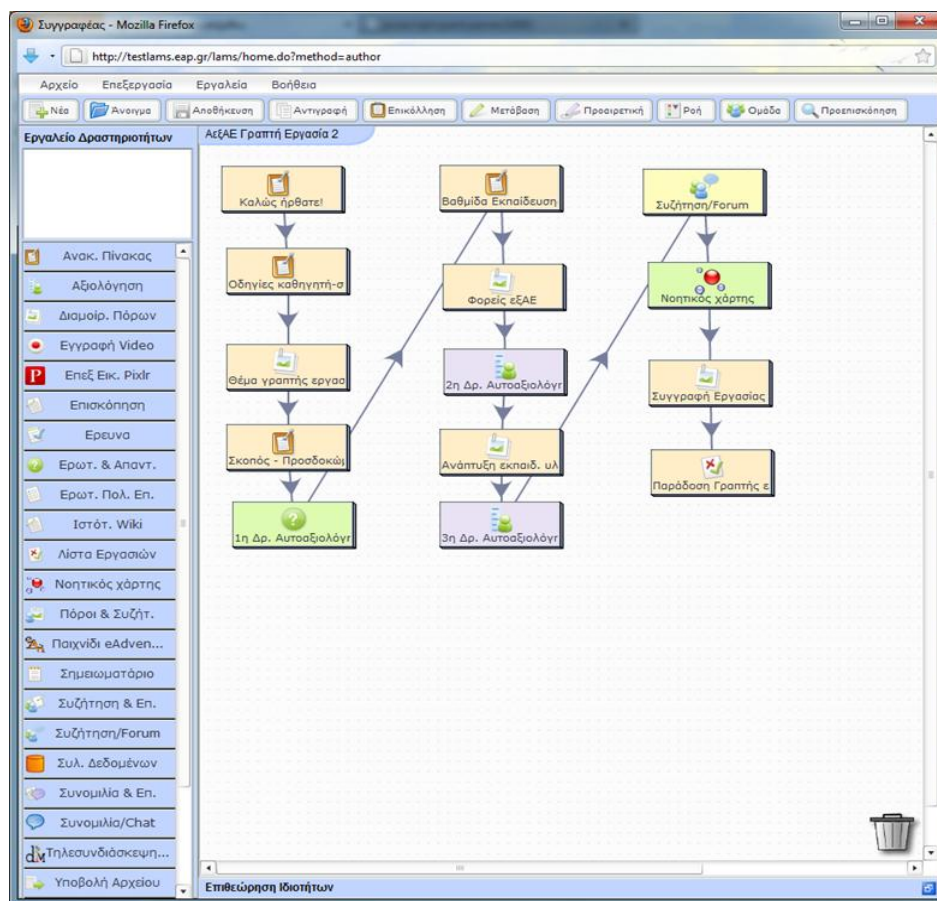 Συγγραφέας - Mozilla Firefox
http://testlams.eap.gr/lams/home.do?method=author
Αρχείο Επεξεργασία Εργαλεία Βοήθεια
Νέα Άνοιγμα Αποθήκευση Αντιγραφή Επικόλληση Μετάβαση Προαιρετική Ροή Ομάδα Προεπισκόπηση
Εργαλείο Δραστηριοτήτων
Ανακ. Πίνακας
Αξιολόγηση
Διαμοίρ. Πόρων
Εγγραφή Video
Επεξ Εικ. Pixlr
Επισκόπηση
Ερευνα
Ερωτ. & Απαντ.
Ερωτ. Πολ. Επ.
Ιστότ. Wiki
Λίστα Εργασιών
Νοητικός χάρτης
Πόροι & Συζήτ.
Παιχνίδι eAdven...
Σημειωματάριο
Συζήτηση & Επ.
Συζήτηση/Forum
Συλ. Δεδομένων
Συνομιλία & Επ.
Συνομιλία/Chat
Τηλεσυνδιάσκεψη...
Υποβολή Αρχείου
ΑεξΑΕ Γραπτή Εργασία 2
Καλώς ήρθατε!
Οδηγίες καθηγητή-σ
Θέμα γραπτής εργασ
Σκοπός - Προσδοκώμ
1η Δρ. Αυτοαξιολόγr
Βαθμίδα Εκπαίδευση
Φορείς εξΑΕ
2η Δρ. Αυτοαξιολόγr
Ανάπτυξη εκπαιδ. υλ
3η Δρ. Αυτοαξιολόγr
Συζήτηση/Forum
Νοητικός χάρτης
Συγγραφή Εργασίας
Παράδοση Γραπτής ε
Επιθεώρηση Ιδιοτήτων